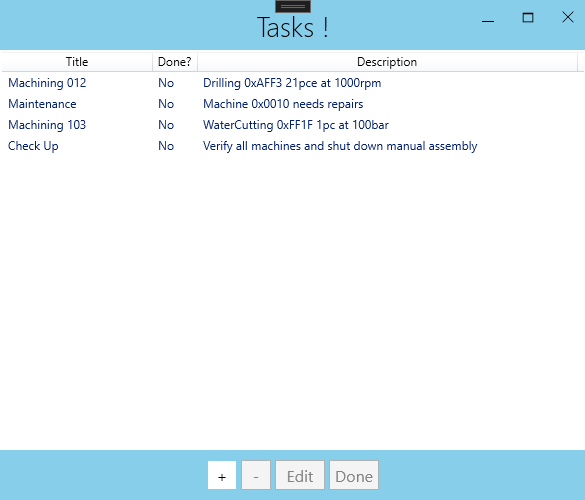 Tasks !
Title Done? Description
Machining 012 No Drilling 0xAFF3 21pce at 1000rpm
Maintenance No Machine 0x0010 needs repairs
Machining 103 No WaterCutting 0xFF1F 1pc at 100bar
Check Up No Verify all machines and shut down manual assembly
+ - Edit Done